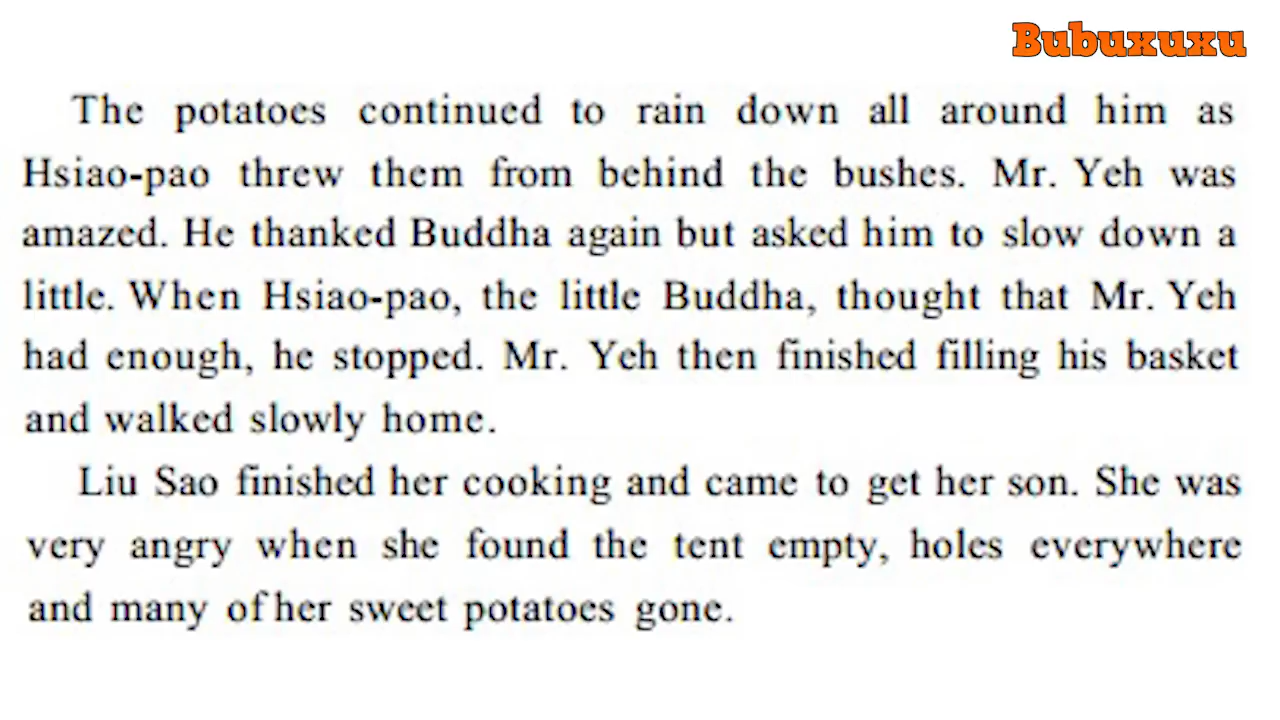 Bubuxuxu
The potatoes continued to rain down all around him as
Hsiao-pao threw them from behind the bushes. Mr. Yeh was
amazed. He thanked Buddha again but asked him to slow down a
little. When Hsiao-pao, the little Buddha, thought that Mr. Yeh
had enough, he stopped. Mr. Yeh then finished filling his basket
and walked slowly home.
Liu Sao finished her cooking and came to get her son. She was
very angry when she found the tent empty, holes everywhere
and many of her sweet potatoes gone.